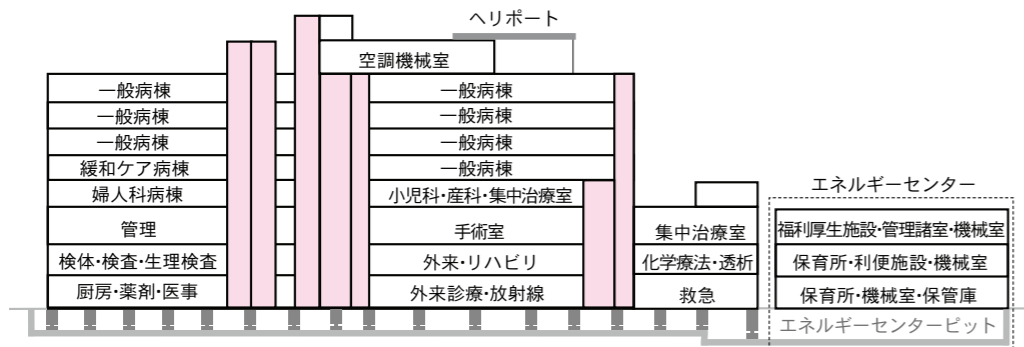 ヘリポート
空調機械室
一般病棟
一般病棟
一般病棟
一般病棟
一般病棟
一般病棟
緩和ケア病棟
一般病棟
エネルギーセンター
婦人科病棟
小児科・産科・集中治療室
管理
手術室
集中治療室
福利厚生施設・管理諸室・機械室
検体・検査・生理検査
外来・リハビリ
化学療法・透析
保育所・利便施設・機械室
厨房・薬剤・医事
外来診療・放射線
救急
保育所・機械室・保管庫
エネルギーセンターピット